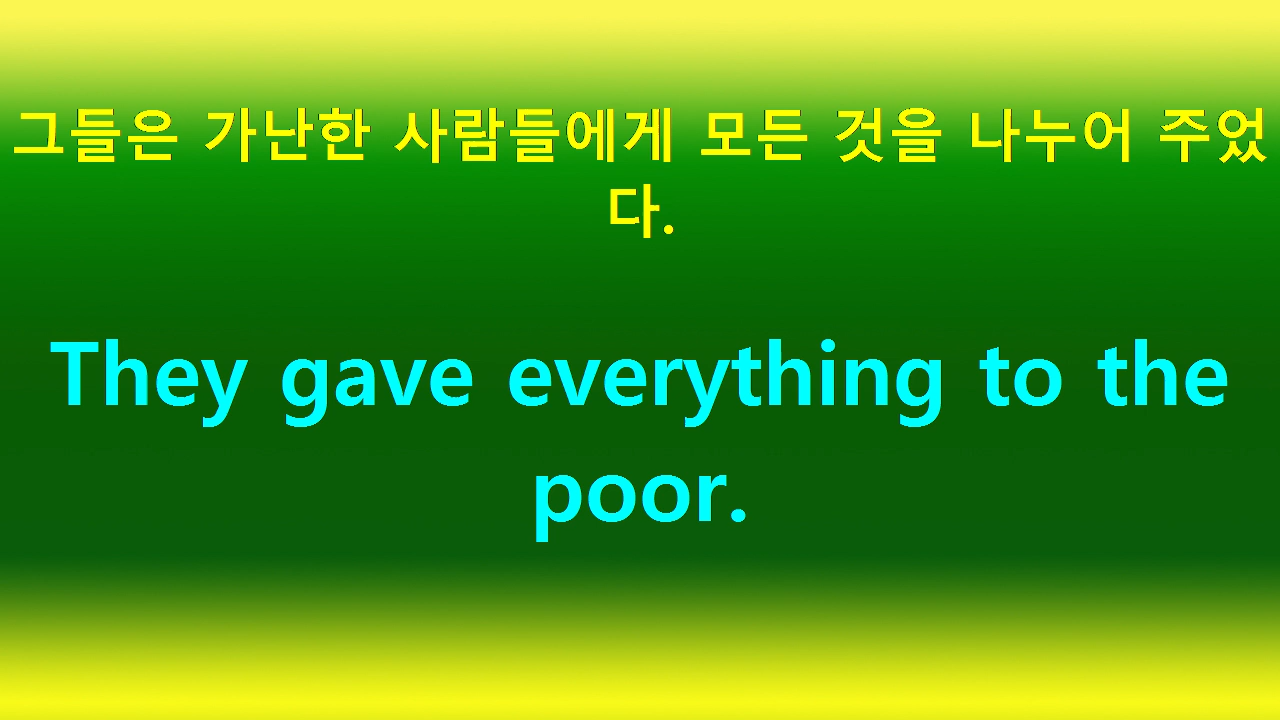 그들은 가난한 사람들에게 모든 것을 나누어 주었
다.
They gave everything to the
poor.